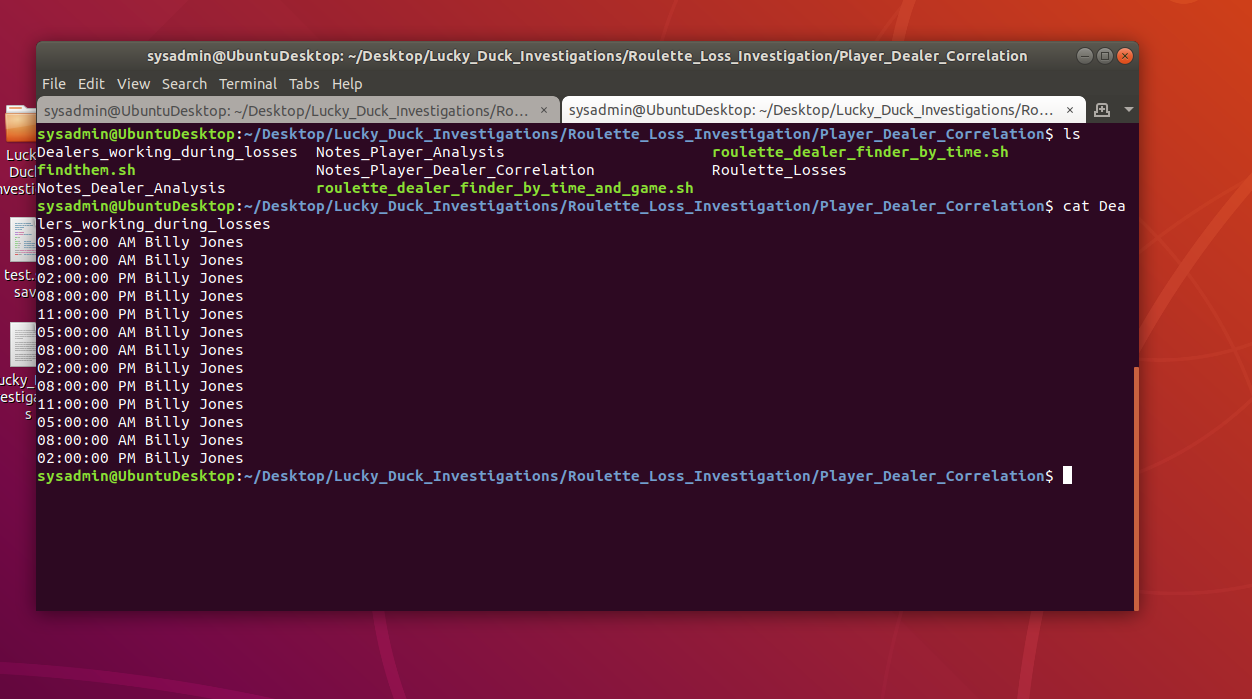 sysadmin@UbuntuDesktop: ~/Desktop/Lucky_Duck_Investigations/Roulette_Loss_Investigation/Player_Dealer_Correlation
File Edit View Search Terminal Tabs Help
sysadmin@UbuntuDesktop: ~/Desktop/Lucky_Duck_Investigations/Ro... × sysadmin@UbuntuDesktop: ~/Desktop/Lucky_Duck_Investigations/Ro... ×
sysadmin@UbuntuDesktop:~/Desktop/Lucky_Duck_Investigations/Roulette_Loss_Investigation/Player_Dealer_Correlation$ ls
Dealers_working_during_losses Notes_Player_Analysis roulette_dealer_finder_by_time.sh
findthem.sh Notes_Player_Dealer_Correlation Roulette_Losses
Notes_Dealer_Analysis roulette_dealer_finder_by_time_and_game.sh
sysadmin@UbuntuDesktop:~/Desktop/Lucky_Duck_Investigations/Roulette_Loss_Investigation/Player_Dealer_Correlation$ cat Dea
lers_working_during_losses
05:00:00 AM Billy Jones
08:00:00 AM Billy Jones
02:00:00 PM Billy Jones
08:00:00 PM Billy Jones
11:00:00 PM Billy Jones
05:00:00 AM Billy Jones
08:00:00 AM Billy Jones
02:00:00 PM Billy Jones
08:00:00 PM Billy Jones
11:00:00 PM Billy Jones
05:00:00 AM Billy Jones
08:00:00 AM Billy Jones
02:00:00 PM Billy Jones
sysadmin@UbuntuDesktop:~/Desktop/Lucky_Duck_Investigations/Roulette_Loss_Investigation/Player_Dealer_Correlation$
Luck
Duc
nvesti
test.
sav
ucky_
estiga
s